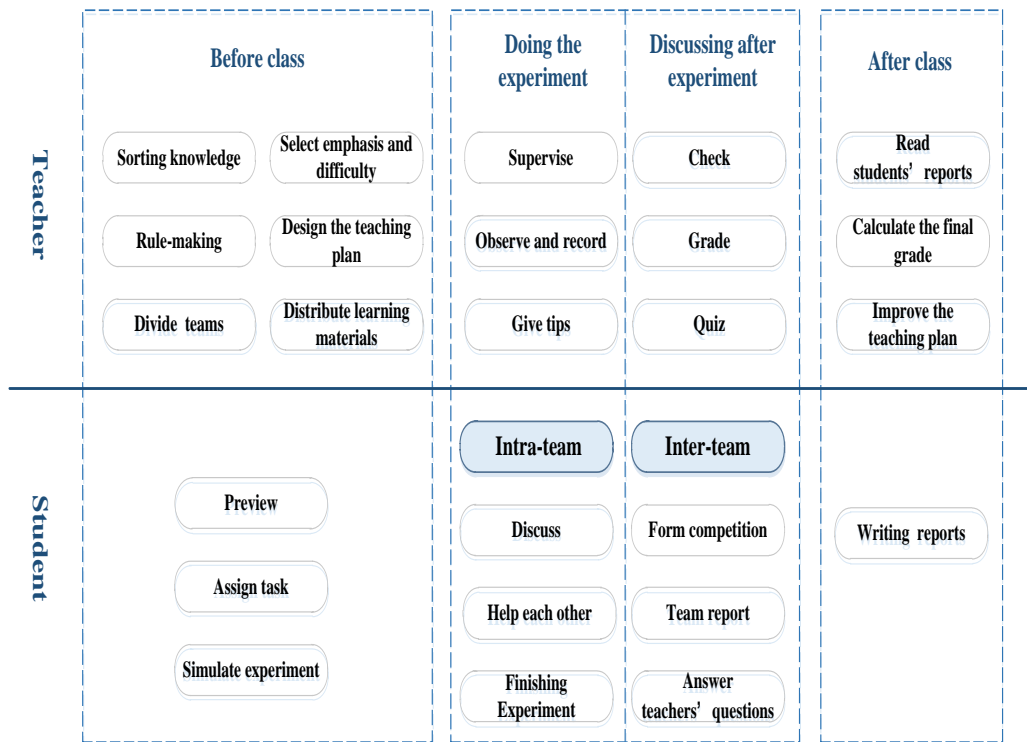 Before class
Doing the
experiment
Discussing after
experiment
After class
Teacher
Sorting knowledge
Select emphasis and
difficulty
Supervise
Check
Read
students' reports
Rule-making
Design the teaching
plan
Observe and record
Grade
Calculate the final
grade
Divide teams
Distribute learning
materials
Give tips
Quiz
Improve the
teaching plan
Student
Intra-team
Inter-team
Preview
Discuss
Form competition
Writing reports
Assign task
Help each other
Team report
Simulate experiment
Finishing
Experiment
Answer
teachers' questions